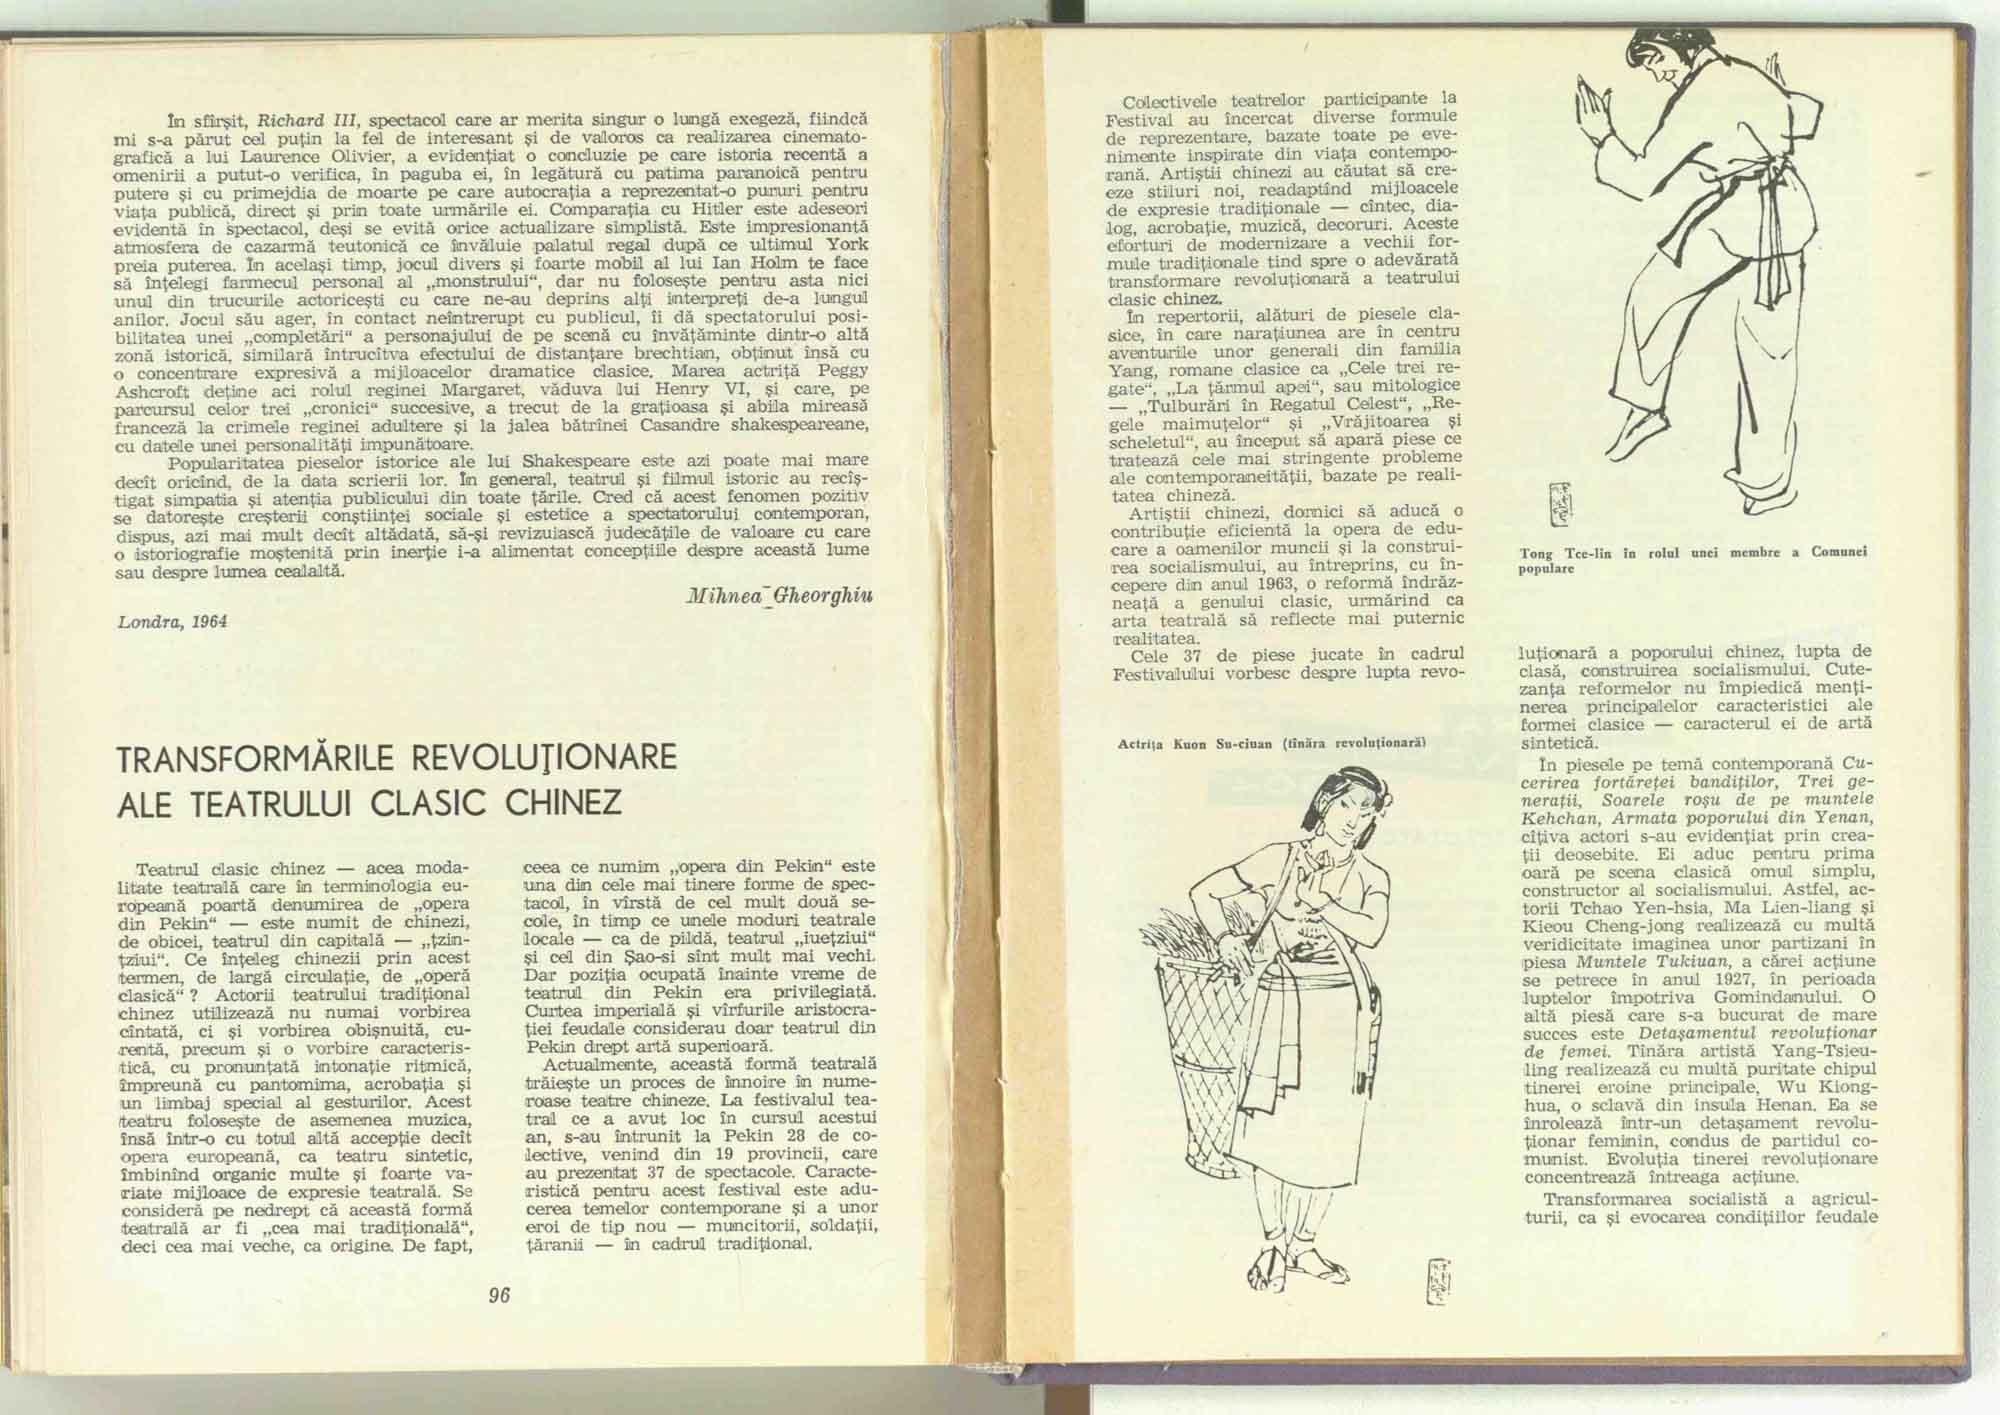 În sfîrşit, Richard III, spectacol care ar merita singur o lungă exegeză, fiindcă
mi s-a părut cel puţin la fel de interesant şi de valoros ca realizarea cinemato-
grafică a lui Laurence Olivier, a evidenţiat o concluzie pe care istoria recentă a
omenirii a putut-o verifica, în paguba ei, în legătură cu patima paranoică pentru
putere şi cu primejdia de moarte pe care autocraţia a reprezentat-o pururi pentru
viaţa publică, direct şi prin toate urmările ei. Comparaţia cu Hitler este adeseori
evidentă în spectacol, deşi se evită orice actualizare simplistă. Este impresionantă
atmosfera de cazarmă teutonică ce învăluie palatul regal după ce ultimul York
preia puterea. În acelaşi timp, jocul divers şi foarte mobil al lui Ian Holm te face
să înţelegi farmecul personal al „monstrului“, dar nu foloseşte pentru asta nici
unul din trucurile actoriceşti cu care ne-au deprins alţi interpreţi de-a lungul
anilor. Jocul său ager, în contact neîntrerupt cu publicul, îi dă spectatorului posi-
bilitatea unei „completări“ a personajului de pe scenă cu învăţăminte dintr-o altă
zonă istorică, similară întrucîtva efectului de distanţare brechtian, obţinut însă cu
o concentrare expresivă a mijloacelor dramatice clasice. Marea actriţă Peggy
Ashcroft deţine aci rolul reginei Margaret, văduva lui Henry VI, şi care, pe
parcursul celor trei „cronici“ succesive, a trecut de la graţioasa şi abila mireasă
franceză la crimele reginei adultere şi la jalea bătrînei Casandre shakespeareane,
cu datele unei personalităţi impunătoare.
Popularitatea pieselor istorice ale lui Shakespeare este azi poate mai mare
decît oricînd, de la data scrierii lor. În general, teatrul şi filmul istoric au recîş-
tigat simpatia şi atenţia publicului din toate ţările. Cred că acest fenomen pozitiv
se datoreşte creşterii conştiinţei sociale şi estetice a spectatorului contemporan,
dispus, azi mai mult decît altădată, să-şi revizuiască judecăţile de valoare cu care
o istoriografie moştenită prin inerţie i-a alimentat concepţiile despre această lume
sau despre lumea cealaltă.
Mihnea Gheorghiu
Londra, 1964
TRANSFORMĂRILE REVOLUŢIONARE
ALE TEATRULUI CLASIC CHINEZ
Teatrul clasic chinez — acea moda-
litate teatrală care în terminologia eu-
ropeană poartă denumirea de „opera
din Pekin“ — este numit de chinezi,
de obicei, teatrul din capitală — „ţzin-
ţziui“. Ce înţeleg chinezii prin acest
termen, de largă circulaţie, de „operă
clasică“ ? Actorii teatrului tradiţional
chinez utilizează nu numai vorbirea
cîntată, ci şi vorbirea obişnuită, cu-
rentă, precum şi o vorbire caracteris-
tică, cu pronunţată intonaţie ritmică,
împreună cu pantomima, acrobaţia şi
un limbaj special al gesturilor. Acest
teatru foloseşte de asemenea muzica,
însă într-o cu totul altă accepţie decît
opera europeană, ca teatru sintetic,
îmbinînd organic multe şi foarte va-
riate mijloace de expresie teatrală. Se
consideră pe nedrept că această formă
teatrală ar fi „cea mai tradiţională“,
deci cea mai veche, ca origine. De fapt,
ceea ce numim „opera din Pekin“ este
una din cele mai tinere forme de spec-
tacol, în vîrstă de cel mult două se-
cole, în timp ce unele moduri teatrale
locale — ca de pildă, teatrul „iueţziui“
şi cel din Şao-si sînt mult mai vechi.
Dar poziţia ocupată înainte vreme de
teatrul din Pekin era privilegiată.
Curtea imperială şi vîrfurile aristocra-
ţiei feudale considerau doar teatrul din
Pekin drept artă superioară.
Actualmente, această formă teatrală
trăieşte un proces de înnoire în nume-
roase teatre chineze. La festivalul tea-
tral ce a avut loc în cursul acestui
an, s-au întrunit la Pekin 28 de co-
lective, venind din 19 provincii, care
au prezentat 37 de spectacole. Caracte-
ristică pentru acest festival este adu-
cerea temelor contemporane şi a unor
eroi de tip nou — muncitorii, soldaţii,
ţăranii — în cadrul tradiţional.
96
Colectivele teatrelor participante la
Festival au încercat diverse formule
de reprezentare, bazate toate pe eve-
nimente inspirate din viaţa contempo-
rană. Artiştii chinezi au căutat să cre-
eze stiluri noi, readaptînd mijloacele
de expresie tradiţionale — cîntec, dia-
log, acrobaţie, muzică, decoruri. Aceste
eforturi de modernizare a vechii for-
mule tradiţionale tind spre o adevărată
transformare revoluţionară a teatrului
clasic chinez.
În repertorii, alături de piesele cla-
sice, în care naraţiunea are în centru
aventurile unor generali din familia
Yang, romane clasice ca „Cele trei re-
gate“, „La ţărmul apei“, sau mitologice
— „Tulburări în Regatul Celest“, „Re-
gele maimuţelor“ şi „Vrăjitoarea şi
scheletul“, au început să apară piese ce
tratează cele mai stringente probleme
ale contemporaneităţii, bazate pe reali-
tatea chineză.
Artiştii chinezi, dornici să aducă o
contribuţie eficientă la opera de edu-
care a oamenilor muncii şi la construi-
rea socialismului, au întreprins, cu în-
cepere din anul 1963, o reformă îndrăz-
neaţă a genului clasic, urmărind ca
arta teatrală să reflecte mai puternic
realitatea.
Cele 37 de piese jucate în cadrul
Festivalului vorbesc despre lupta revo-
Actriţa Kuon Su-ciuan (tînăra revoluţionară)
Tong Tce-lin în rolul unei membre a Comunei
populare
luţionară a poporului chinez, lupta de
clasă, construirea socialismului. Cute-
zanţa reformelor nu împiedică menţi-
nerea principalelor caracteristici ale
formei clasice — caracterul ei de artă
sintetică.
În piesele pe temă contemporană Cu-
cerirea fortăreţei bandiţilor, Trei ge-
neraţii, Soarele roşu de pe muntele
Kehchan, Armata poporului din Yenan,
cîţiva actori s-au evidenţiat prin crea-
ţii deosebite. Ei aduc pentru prima
oară pe scena clasică omul simplu,
constructor al socialismului. Astfel, ac-
torii Tchao Yen-hsia, Ma Lien-liang şi
Kieou Cheng-jong realizează cu multă
veridicitate imaginea unor partizani în
piesa Muntele Tukiuan, a cărei acţiune
se petrece în anul 1927, în perioada
luptelor împotriva Gomindanului. O
altă piesă care s-a bucurat de mare
succes este Detaşamentul revoluţionar
de femei. Tînăra artistă Yang-Tsieu-
ling realizează cu multă puritate chipul
tinerei eroine principale, Wu Kiong-
hua, o sclavă din insula Henan. Ea se
înrolează într-un detaşament revolu-
ţionar feminin, condus de partidul co-
munist. Evoluţia tinerei revoluţionare
concentrează întreaga acţiune.
Transformarea socialistă a agricul-
turii, ca şi evocarea condiţiilor feudale